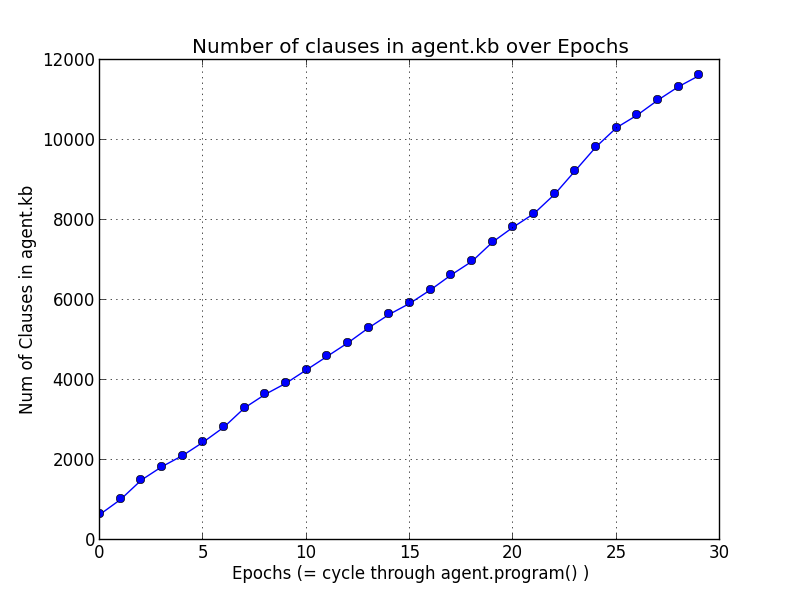 Number of clauses in agent.kb over Epochs
12000
10000
8000
6000
4000
2000
0
Num of Clauses in agent.kb
0 5 10 15 20 25 30
Epochs (= cycle through agent.program() )